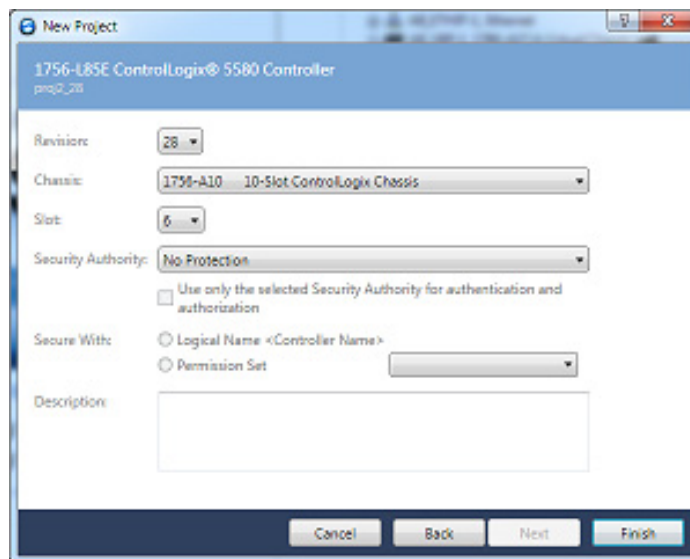 New Project
1756-L85E ControlLogix® 5580 Controller
proj2_28
Revision:
28
Chassis:
1756-A10 10-Slot ControlLogix Chassis
Slot:
6
Security Authority:
No Protection
Use only the selected Security Authority for authentication and
authorization
Secure With:
Logical Name <Controller Name>
Permission Set
Description:
Cancel
Back
Next
Finish